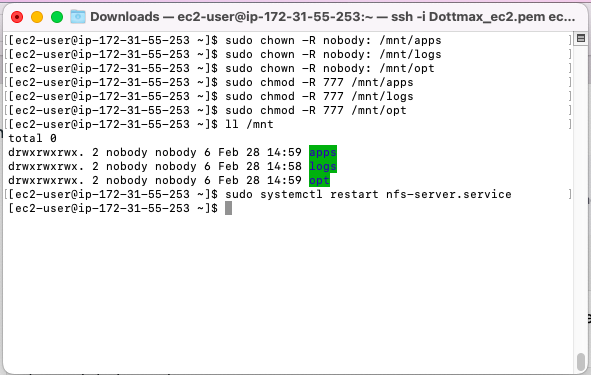 Downloads — ec2-user@ip-172-31-55-253:~ — ssh -i Dottmax_ec2.pem ec...
[[ec2-user@ip-172-31-55-253 ~]$ sudo chown -R nobody: /mnt/apps ]
[[ec2-user@ip-172-31-55-253 ~]$ sudo chown -R nobody: /mnt/logs ]
[[ec2-user@ip-172-31-55-253 ~]$ sudo chown -R nobody: /mnt/opt ]
[[ec2-user@ip-172-31-55-253 ~]$ sudo chmod -R 777 /mnt/apps ]
[[ec2-user@ip-172-31-55-253 ~]$ sudo chmod -R 777 /mnt/logs ]
[[ec2-user@ip-172-31-55-253 ~]$ sudo chmod -R 777 /mnt/opt ]
[[ec2-user@ip-172-31-55-253 ~]$ ll /mnt ]
total 0
drwxrwxrwx. 2 nobody nobody 6 Feb 28 14:59 apps
drwxrwxrwx. 2 nobody nobody 6 Feb 28 14:58 logs
drwxrwxrwx. 2 nobody nobody 6 Feb 28 14:59 opt
[[ec2-user@ip-172-31-55-253 ~]$ sudo systemctl restart nfs-server.service ]
[ec2-user@ip-172-31-55-253 ~]$